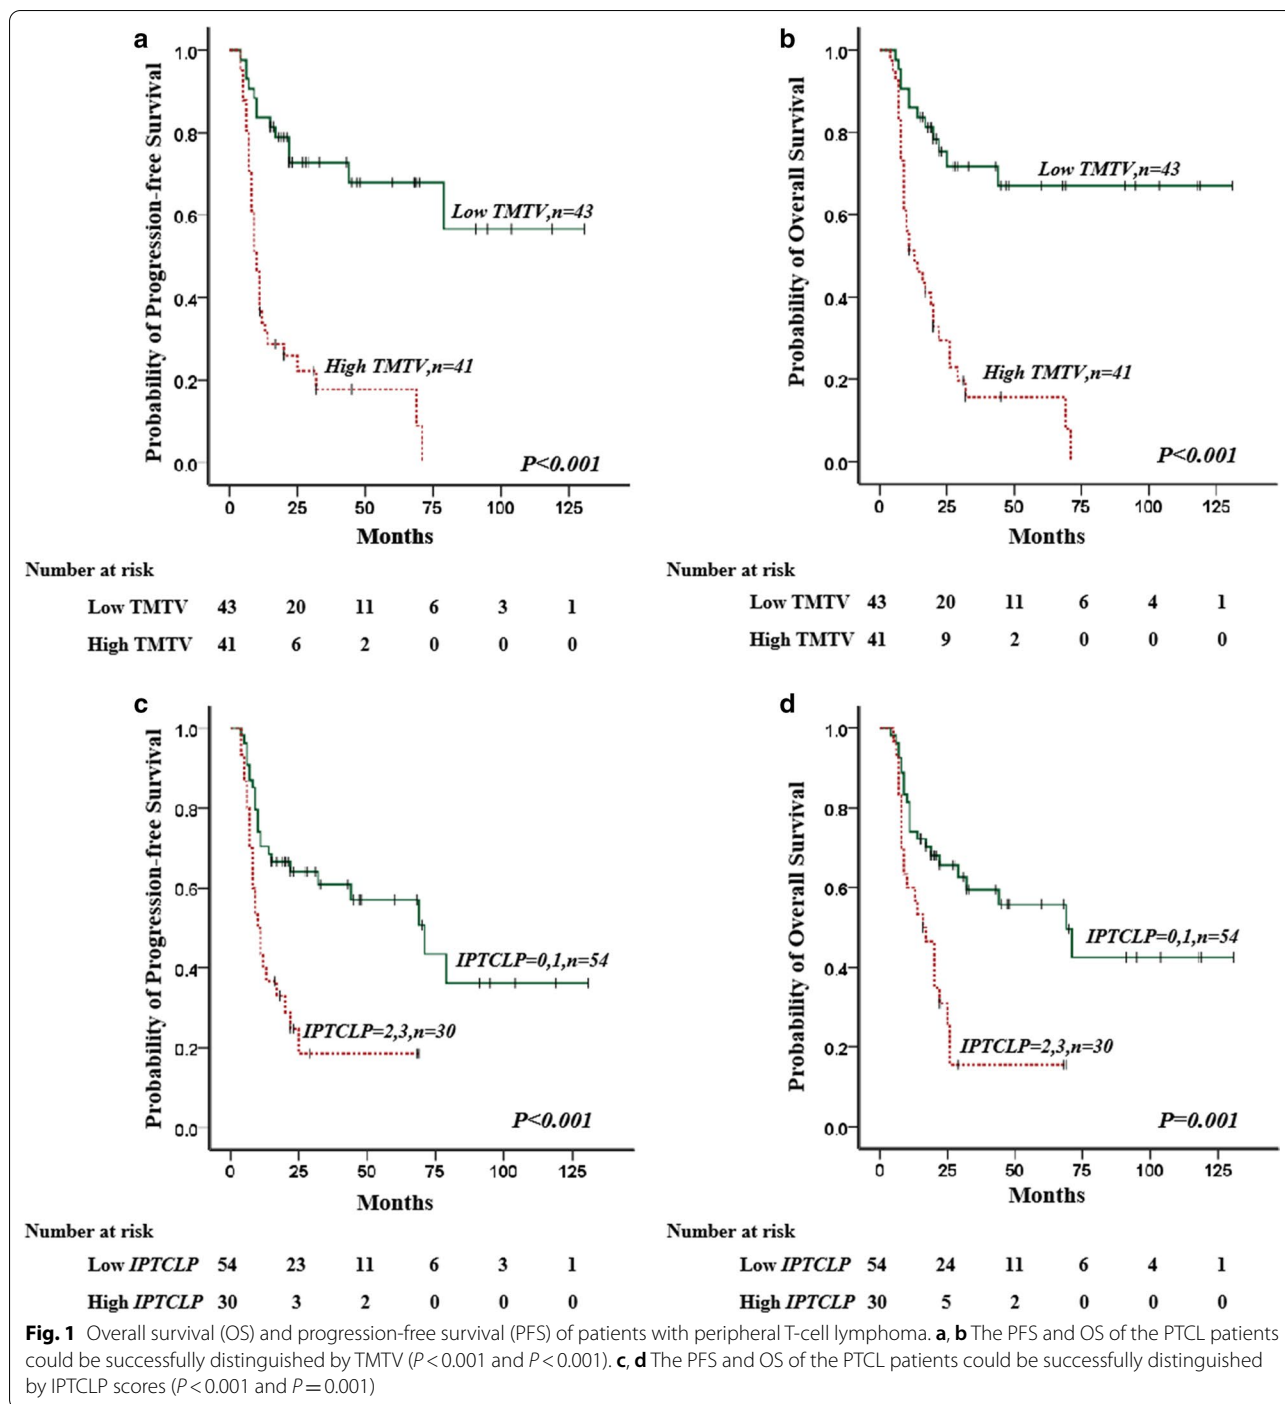 a
Probability of Progression-free Survival
1.0
0.8
0.6
0.4
0.2
0.0
Low TMTV,n=43
High TMTV,n=41
P<0.001
0 25 50 75 100 125
Months
Number at risk
Low TMTV 43 20 11 6 3 1
High TMTV 41 6 2 0 0 0
b
Probability of Overall Survival
1.0
0.8
0.6
0.4
0.2
0.0
Low TMTV,n=43
High TMTV,n=41
P<0.001
0 25 50 75 100 125
Months
Number at risk
Low TMTV 43 20 11 6 4 1
High TMTV 41 9 2 0 0 0
c
Probability of Progression-free Survival
1.0
0.8
0.6
0.4
0.2
0.0
IPTCLP=0,1,n=54
IPTCLP=2,3,n=30
P<0.001
0 25 50 75 100 125
Months
Number at risk
Low IPTCLP 54 23 11 6 3 1
High IPTCLP 30 3 2 0 0 0
d
Probability of Overall Survival
1.0
0.8
0.6
0.4
0.2
0.0
IPTCLP=0,1,n=54
IPTCLP=2,3,n=30
P=0.001
0 25 50 75 100 125
Months
Number at risk
Low IPTCLP 54 24 11 6 4 1
High IPTCLP 30 5 2 0 0 0
Fig. 1 Overall survival (OS) and progression-free survival (PFS) of patients with peripheral T-cell lymphoma. a, b The PFS and OS of the PTCL patients
could be successfully distinguished by TMTV (P < 0.001 and P < 0.001). c, d The PFS and OS of the PTCL patients could be successfully distinguished
by IPTCLP scores (P < 0.001 and P = 0.001)